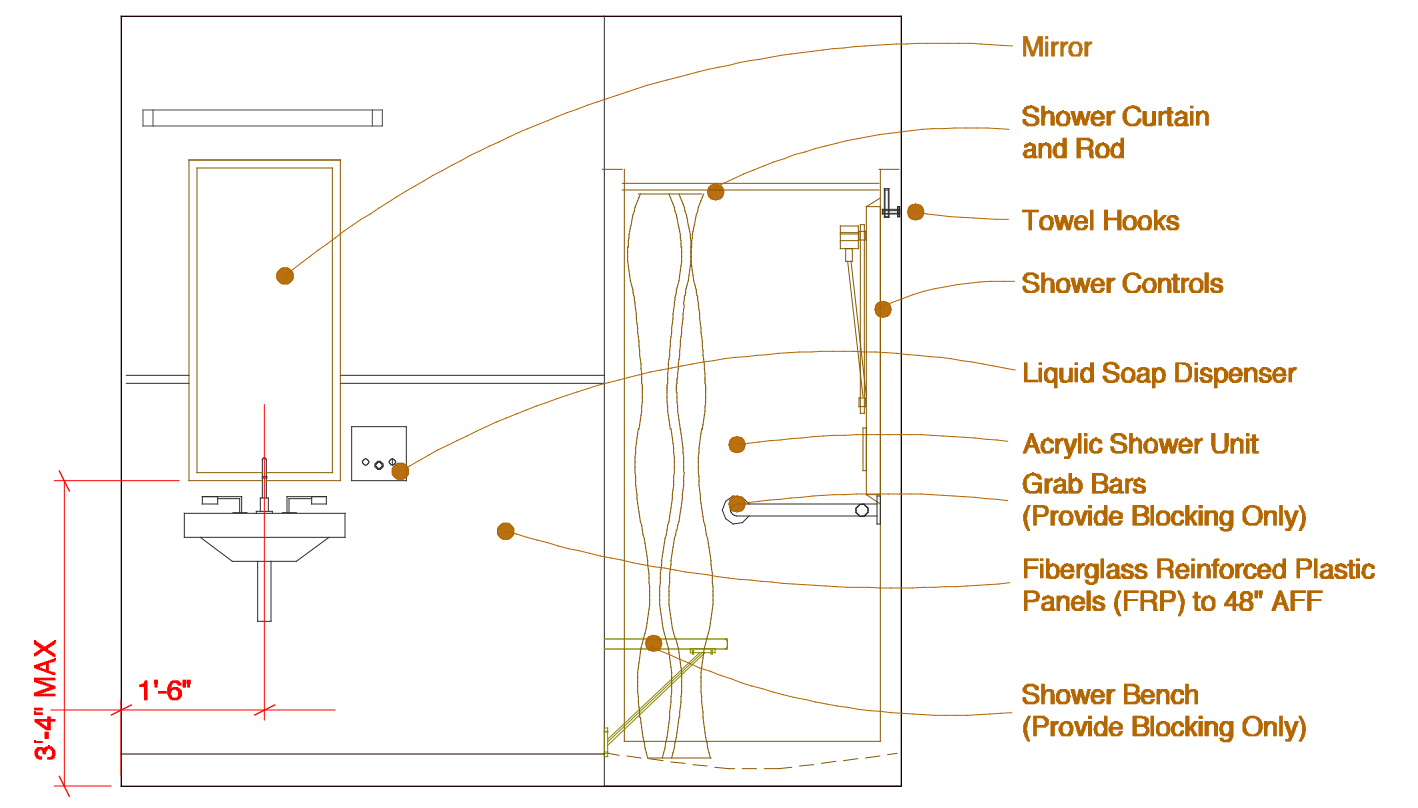 Mirror
Shower Curtain
and Rod
Towel Hooks
Shower Controls
Liquid Soap Dispenser
Acrylic Shower Unit
Grab Bars
(Provide Blocking Only)
Fiberglass Reinforced Plastic
Panels (FRP) to 48" AFF
Shower Bench
(Provide Blocking Only)
3'-4" MAX
1'-6"